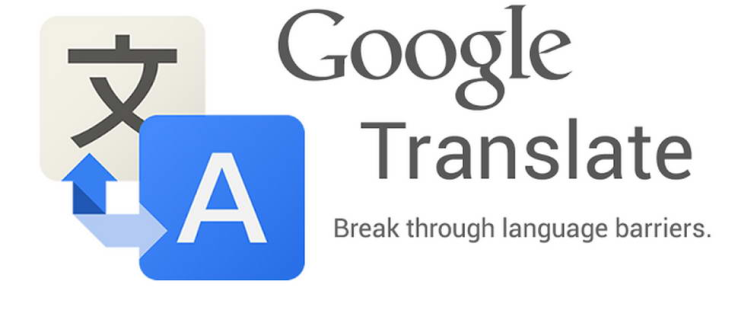 文
A
Google
Translate
Break through language barriers.